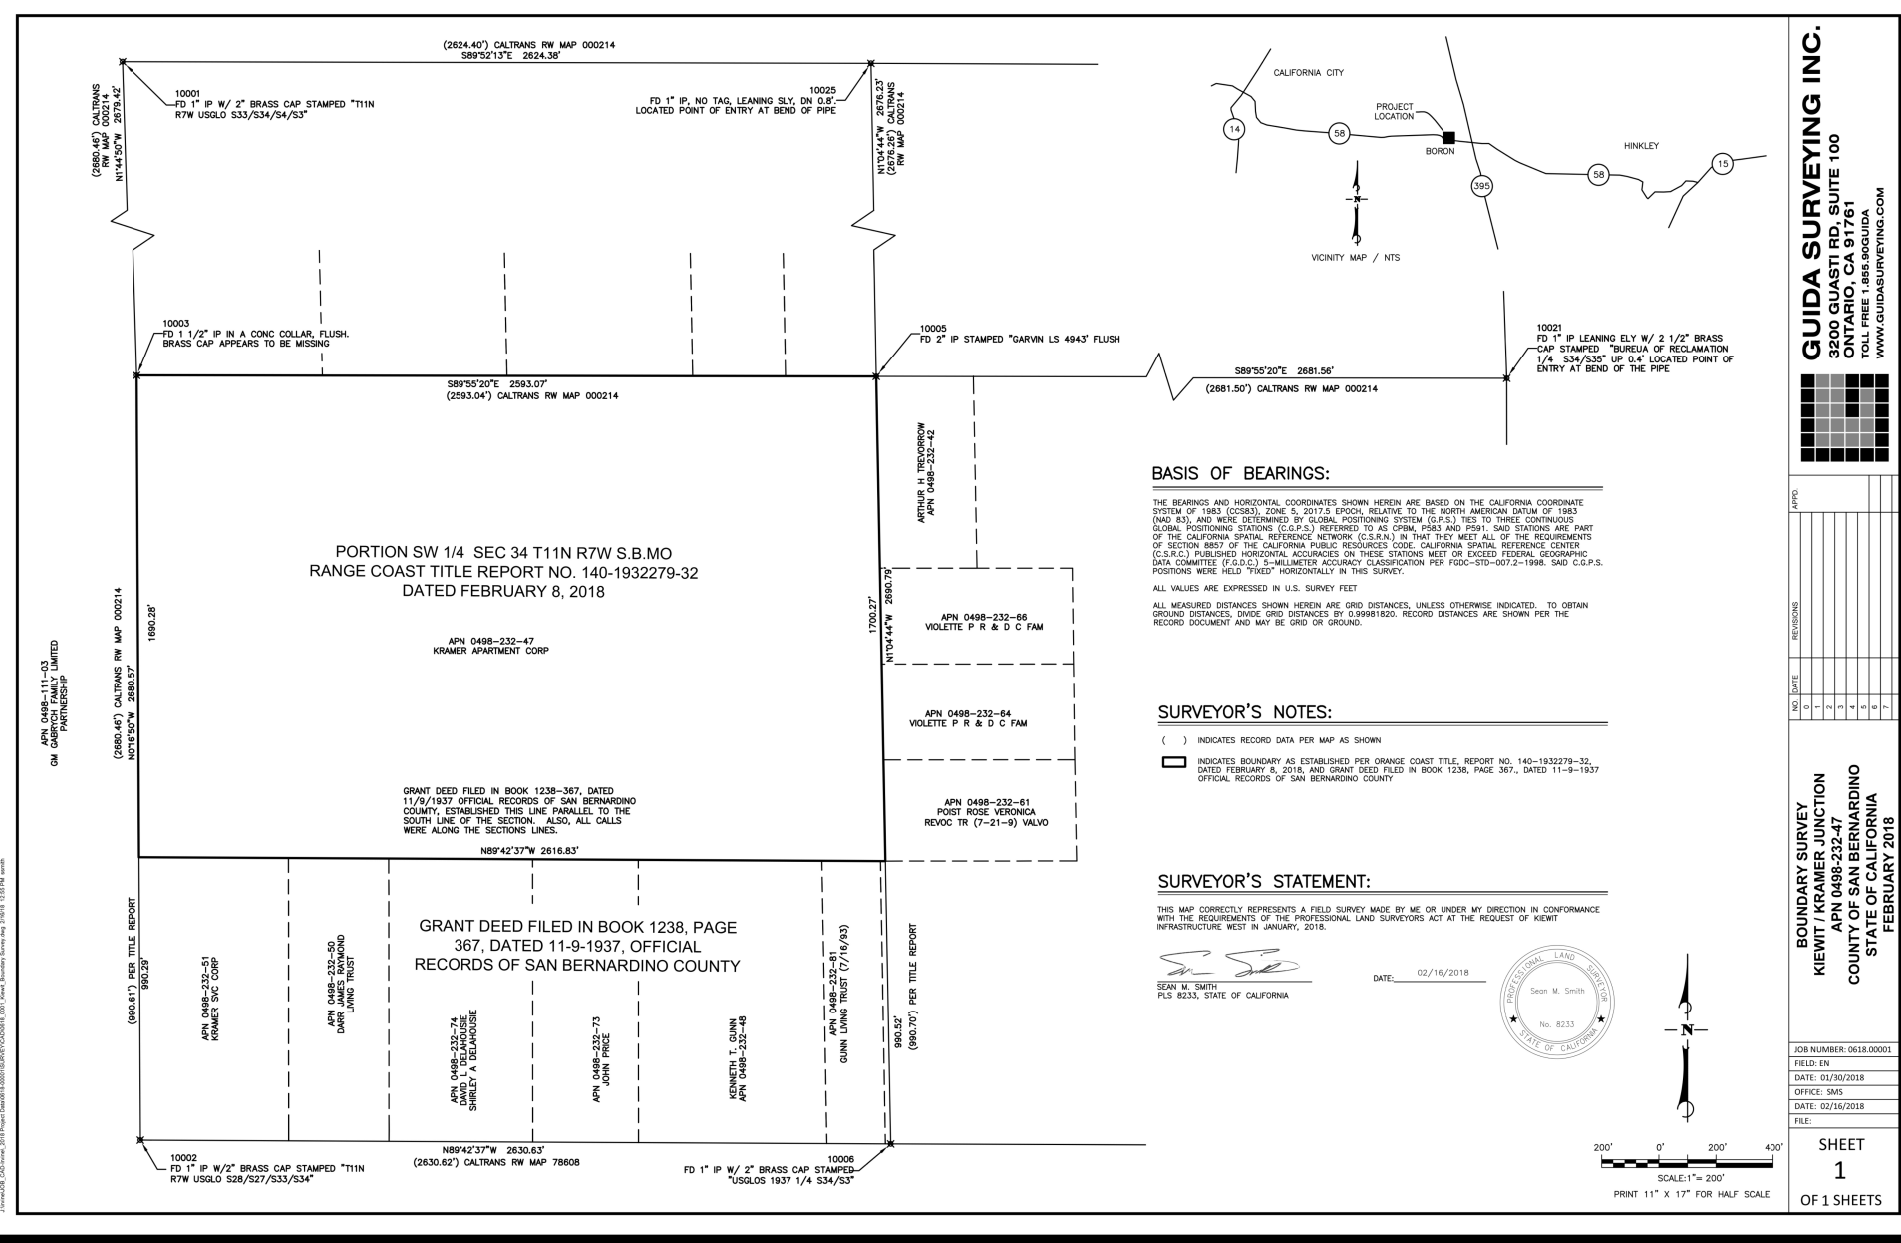 (2624.40') CALTRANS RW MAP 000214
S89°52'13"E 2624.38'
10001
FD 1" IP W/ 2" BRASS CAP STAMPED "T11N
R7W USGLO S33/S34/S4/S3"
10025
FD 1" IP, NO TAG, LEANING SLY, DN 0.8'.
LOCATED POINT OF ENTRY AT BEND OF PIPE
(2680.46') CALTRANS
RW MAP 000214
N1°44'50"W 2679.42'
N1°04'44"W 2676.23'
(2676.26') CALTRANS
RW MAP 000214
CALIFORNIA CITY
PROJECT
LOCATION
14
58
BORON
HINKLEY
395
58
15
N
VICINITY MAP / NTS
10003
FD 1 1/2" IP IN A CONC COLLAR, FLUSH.
BRASS CAP APPEARS TO BE MISSING
10005
FD 2" IP STAMPED "GARVIN LS 4943' FLUSH
10021
FD 1" IP LEANING ELY W/ 2 1/2" BRASS
CAP STAMPED "BUREUA OF RECLAMATION
1/4 S34/S35" UP 0.4' LOCATED POINT OF
ENTRY AT BEND OF THE PIPE
S89°55'20"E 2593.07'
(2593.04') CALTRANS RW MAP 000214
S89°55'20"E 2681.56'
(2681.50') CALTRANS RW MAP 000214
ARTHUR H TREVORROW
APN 0498-232-42
PORTION SW 1/4 SEC 34 T11N R7W S.B.MO
RANGE COAST TITLE REPORT NO. 140-1932279-32
DATED FEBRUARY 8, 2018
APN 0498-232-47
KRAMER APARTMENT CORP
APN 0498-111-03
GM GABRYCH FAMILY LIMITED
PARTNERSHIP
(2680.46') CALTRANS RW MAP 000214
N0°16'50"W 2680.57'
1690.28'
1700.27'
N1°04'44"W 2690.79'
APN 0498-232-66
VIOLETTE P R & D C FAM
APN 0498-232-64
VIOLETTE P R & D C FAM
APN 0498-232-61
POIST ROSE VERONICA
REVOC TR (7-21-9) VALVO
GRANT DEED FILED IN BOOK 1238-367, DATED
11/9/1937 OFFICIAL RECORDS OF SAN BERNARDINO
COUMTY, ESTABLISHED THIS LINE PARALLEL TO THE
SOUTH LINE OF THE SECTION. ALSO, ALL CALLS
WERE ALONG THE SECTIONS LINES.
N89°42'37"W 2616.83'
GRANT DEED FILED IN BOOK 1238, PAGE
367, DATED 11-9-1937, OFFICIAL
RECORDS OF SAN BERNARDINO COUNTY
(990.61') PER TITLE REPORT
990.29'
APN 0498-232-51
KRAMER SVC CORP
APN 0498-232-50
DARR JAMES RAYMOND
LIVING TRUST
APN 0498-232-74
DAVID L DELAHOUSIE
SHIRLEY A DELAHOUSIE
APN 0498-232-73
JOHN PRICE
KENNETH T. GUNN
APN 0498-232-48
APN 0498-232-81
GUNN LIVING TRUST (7/16/93)
990.52'
(990.70') PER TITLE REPORT
N89°42'37"W 2630.63'
(2630.62') CALTRANS RW MAP 78608
10002
FD 1" IP W/2" BRASS CAP STAMPED "T11N
R7W USGLO S28/S27/S33/S34"
10006
FD 1" IP W/ 2" BRASS CAP STAMPED
"USGLOS 1937 1/4 S34/S3"
BASIS OF BEARINGS:
THE BEARINGS AND HORIZONTAL COORDINATES SHOWN HEREIN ARE BASED ON THE CALIFORNIA COORDINATE
SYSTEM OF 1983 (CCS83), ZONE 5, 2017.5 EPOCH, RELATIVE TO THE NORTH AMERICAN DATUM OF 1983
(NAD 83), AND WERE DETERMINED BY GLOBAL POSITIONING SYSTEM (G.P.S.) TIES TO THREE CONTINUOUS
GLOBAL POSITIONING STATIONS (C.G.P.S.) REFERRED TO AS CPBM, P583 AND P591. SAID STATIONS ARE PART
OF THE CALIFORNIA SPATIAL REFERENCE NETWORK (C.S.R.N.) IN THAT THEY MEET ALL OF THE REQUIREMENTS
OF SECTION 8857 OF THE CALIFORNIA PUBLIC RESOURCES CODE. CALIFORNIA SPATIAL REFERENCE CENTER
(C.S.R.C.) PUBLISHED HORIZONTAL ACCURACIES ON THESE STATIONS MEET OR EXCEED FEDERAL GEOGRAPHIC
DATA COMMITTEE (F.G.D.C.) 5-MILLIMETER ACCURACY CLASSIFICATION PER FGDC-STD-007.2-1998. SAID C.G.P.S.
POSITIONS WERE HELD "FIXED" HORIZONTALLY IN THIS SURVEY.
ALL VALUES ARE EXPRESSED IN U.S. SURVEY FEET
ALL MEASURED DISTANCES SHOWN HEREIN ARE GRID DISTANCES, UNLESS OTHERWISE INDICATED. TO OBTAIN
GROUND DISTANCES, DIVIDE GRID DISTANCES BY 0.99981820. RECORD DISTANCES ARE SHOWN PER THE
RECORD DOCUMENT AND MAY BE GRID OR GROUND.
SURVEYOR'S NOTES:
( ) INDICATES RECORD DATA PER MAP AS SHOWN
INDICATES BOUNDARY AS ESTABLISHED PER ORANGE COAST TITLE, REPORT NO. 140-1932279-32,
DATED FEBRUARY 8, 2018, AND GRANT DEED FILED IN BOOK 1238, PAGE 367., DATED 11-9-1937
OFFICIAL RECORDS OF SAN BERNARDINO COUNTY
SURVEYOR'S STATEMENT:
THIS MAP CORRECTLY REPRESENTS A FIELD SURVEY MADE BY ME OR UNDER MY DIRECTION IN CONFORMANCE
WITH THE REQUIREMENTS OF THE PROFESSIONAL LAND SURVEYORS ACT AT THE REQUEST OF KIEWIT
INFRASTRUCTURE WEST IN JANUARY, 2018.
SEAN M. SMITH
PLS 8233, STATE OF CALIFORNIA
DATE: 02/16/2018
PROFESSIONAL LAND SURVEYOR
Sean M. Smith
No. 8233
STATE OF CALIFORNIA
N
200' 0' 200' 400'
SCALE:1"= 200'
PRINT 11" X 17" FOR HALF SCALE
GUIDA SURVEYING INC.
3200 GUASTI RD, SUITE 100
ONTARIO, CA 91761
TOLL FREE 1.855.90GUIDA
WWW.GUIDASURVEYING.COM
NO. DATE REVISIONS APPD.
0
1
2
3
4
5
6
7
BOUNDARY SURVEY
KIEWIT / KRAMER JUNCTION
APN 0498-232-47
COUNTY OF SAN BERNARDINO
STATE OF CALIFORNIA
FEBRUARY 2018
JOB NUMBER: 0618.00001
FIELD: EN
DATE: 01/30/2018
OFFICE: SMS
DATE: 02/16/2018
FILE:
SHEET
1
OF 1 SHEETS